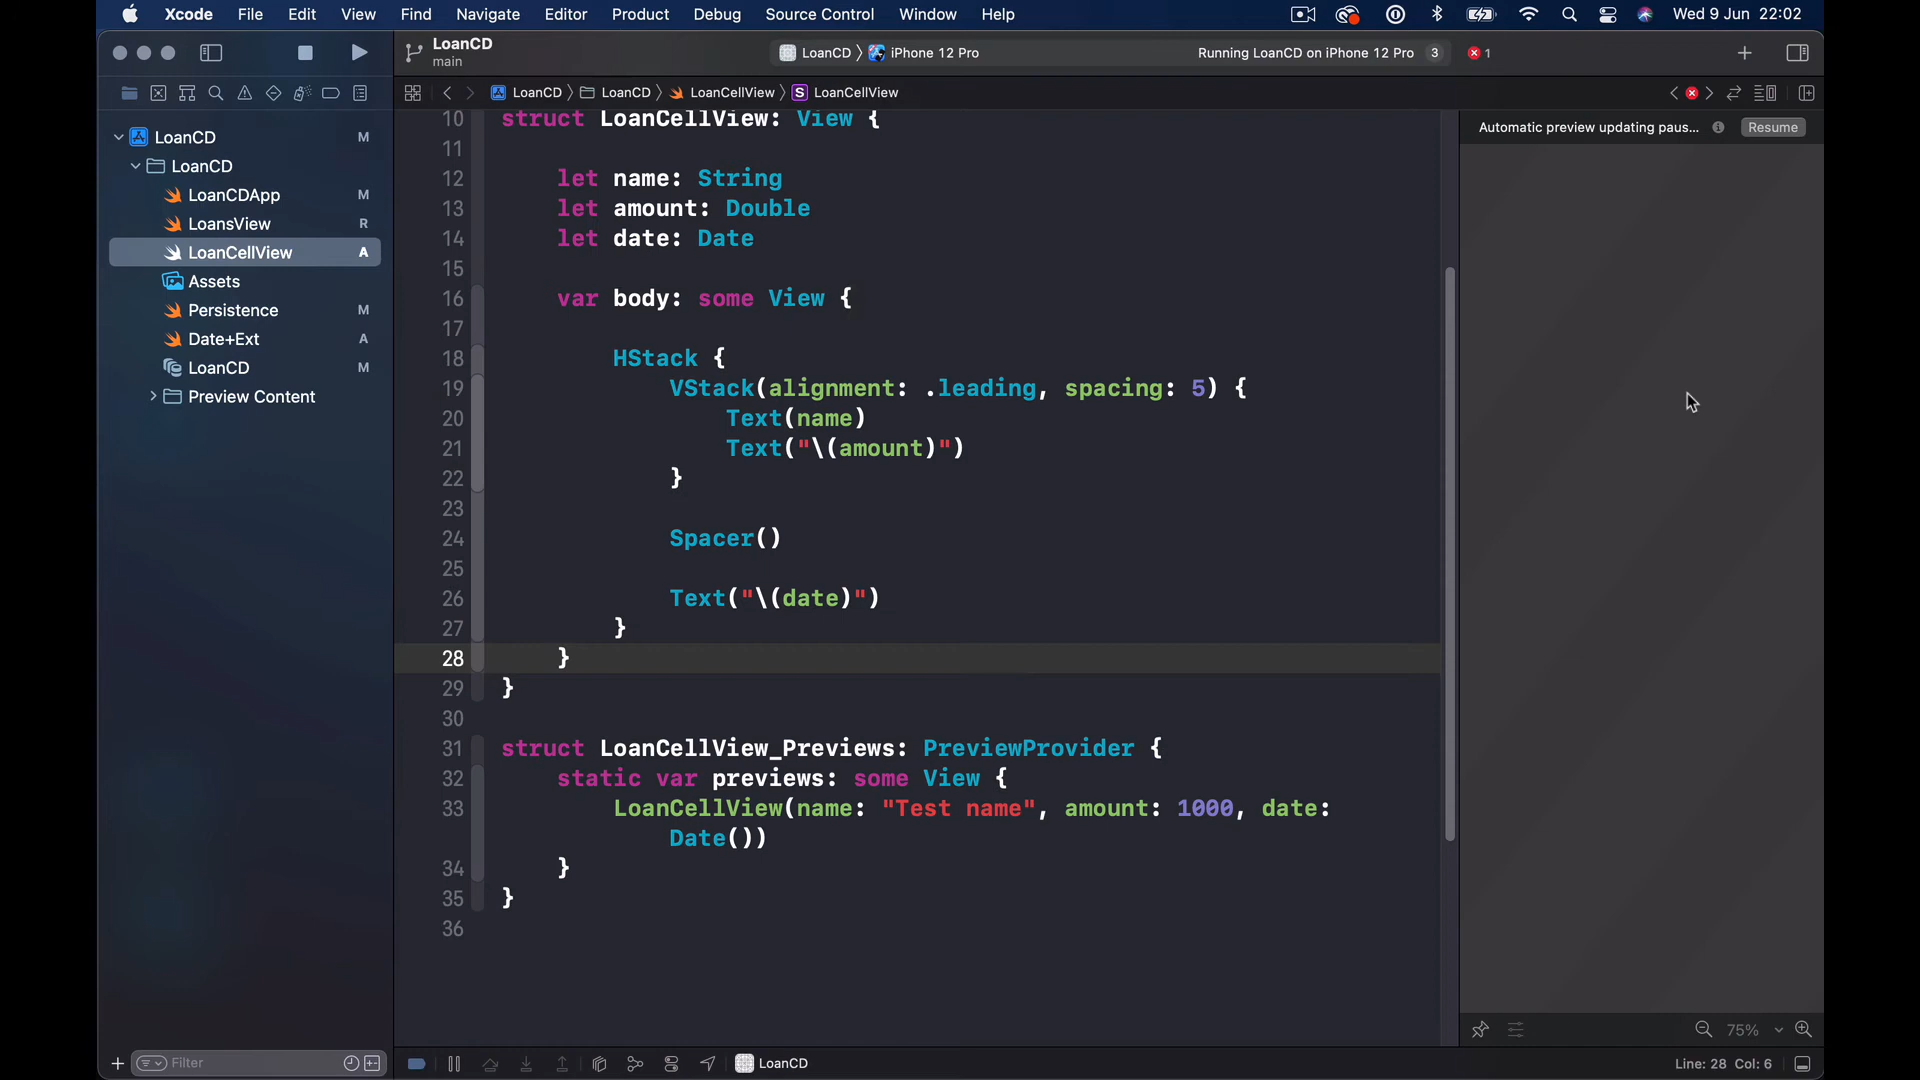 Xcode File Edit View Find Navigate Editor Product Debug Source Control Window Help Wed 9 Jun 22:02
LoanCD
main
LoanCD iPhone 12 Pro
Running LoanCD on iPhone 12 Pro 3 1
LoanCD LoanCD LoanCellView S LoanCellView
Automatic preview updating paus... Resume
LoanCD M
LoanCD
LoanCDApp M
LoansView R
LoanCellView A
Assets
Persistence M
Date+Ext A
LoanCD M
Preview Content
10 struct LoanCellView: View {
11
12 let name: String
13 let amount: Double
14 let date: Date
15
16 var body: some View {
17
18 HStack {
19 VStack(alignment: .leading, spacing: 5) {
20 Text(name)
21 Text("\(amount)")
22 }
23
24 Spacer()
25
26 Text("\(date)")
27 }
28 }
29 }
30
31 struct LoanCellView_Previews: PreviewProvider {
32 static var previews: some View {
33 LoanCellView(name: "Test name", amount: 1000, date:
Date())
34 }
35 }
36
75%
Filter
LoanCD
Line: 28 Col: 6